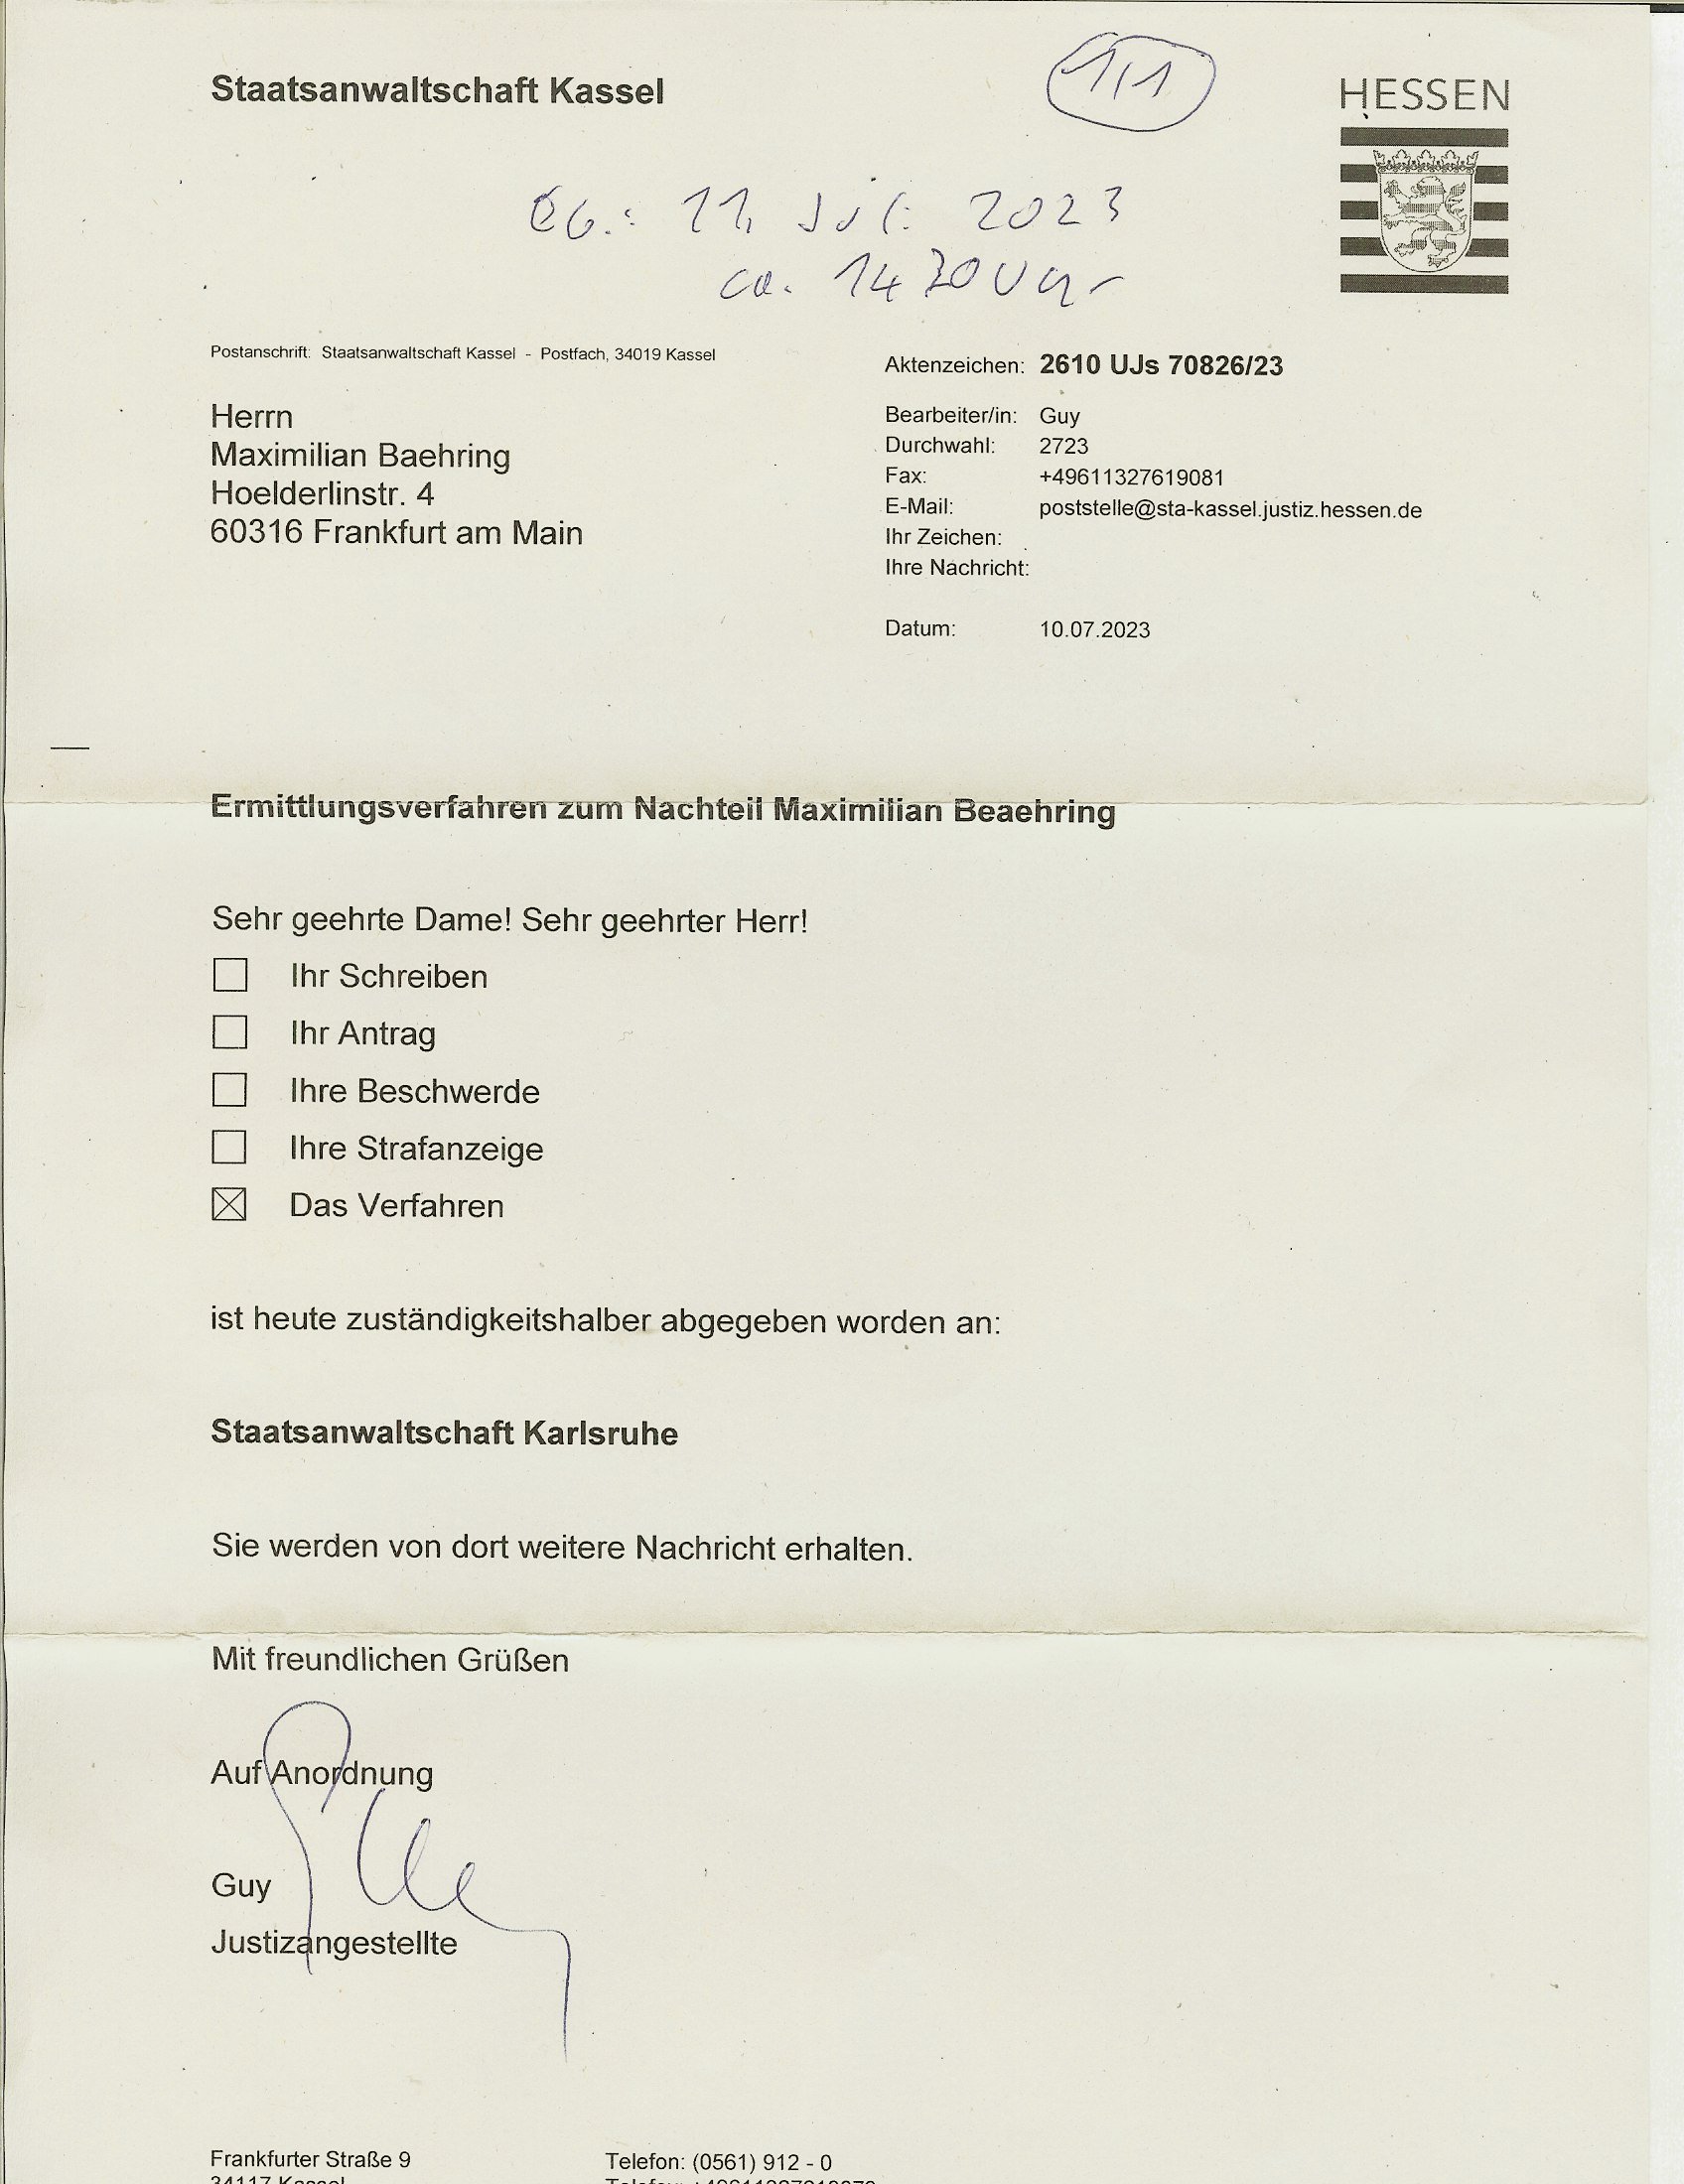 Staatsanwaltschaft Kassel
1/1
HESSEN
EG.: 11. Jul. 2023
ca. 14 30 Uhr
Postanschrift: Staatsanwaltschaft Kassel - Postfach, 34019 Kassel
Herrn
Maximilian Baehring
Hoelderlinstr. 4
60316 Frankfurt am Main
Aktenzeichen: 2610 UJs 70826/23
Bearbeiter/in: Guy
Durchwahl: 2723
Fax: +49611327619081
E-Mail: poststelle@sta-kassel.justiz.hessen.de
Ihr Zeichen:
Ihre Nachricht:
Datum: 10.07.2023
Ermittlungsverfahren zum Nachteil Maximilian Beaehring
Sehr geehrte Dame! Sehr geehrter Herr!
Ihr Schreiben
Ihr Antrag
Ihre Beschwerde
Ihre Strafanzeige
Das Verfahren
ist heute zuständigkeitshalber abgegeben worden an:
Staatsanwaltschaft Karlsruhe
Sie werden von dort weitere Nachricht erhalten.
Mit freundlichen Grüßen
Auf Anordnung
Guy
Justizangestellte
Frankfurter Straße 9
34117 Kassel
Telefon: (0561) 912 - 0